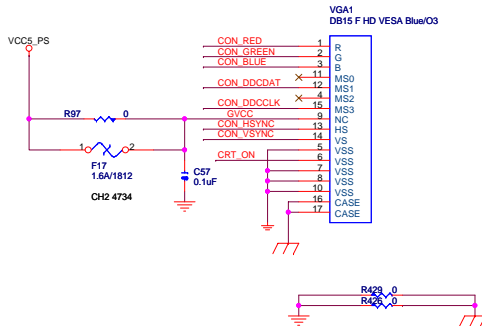 VGA1
DB15 F HD VESA Blue/O3
VCC5_PS
CON_RED 1 R
CON_GREEN 2 G
CON_BLUE 3 B
11 MS0
CON_DDCDAT 12 MS1
4 MS2
CON_DDCCLK 15 MS3
R97 0 GVCC 9 NC
CON_HSYNC 13 HS
CON_VSYNC 14 VS
5 VSS
1 2 CRT_ON 6 VSS
F17 7 VSS
1.6A/1812 C57 8 VSS
0.1uF 10 VSS
CH2 4734 16 CASE
17 CASE
R429 0
R426 0